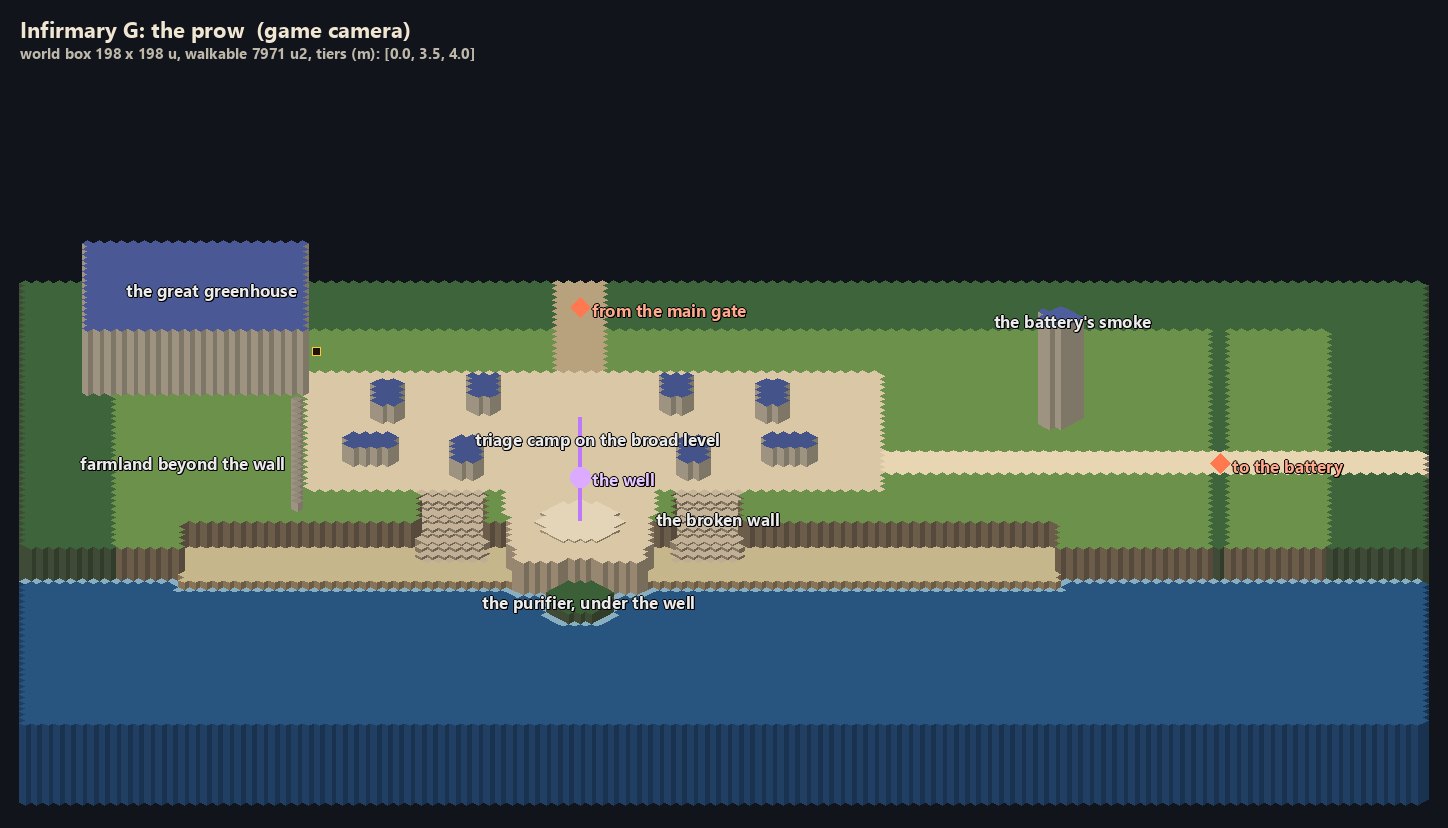 Infirmary G: the prow (game camera)
world box 198 x 198 u, walkable 7971 u2, tiers (m): [0.0, 3.5, 4.0]
the great greenhouse
from the main gate
the battery's smoke
triage camp on the broad level
farmland beyond the wall
the well
to the battery
the broken wall
the purifier, under the well